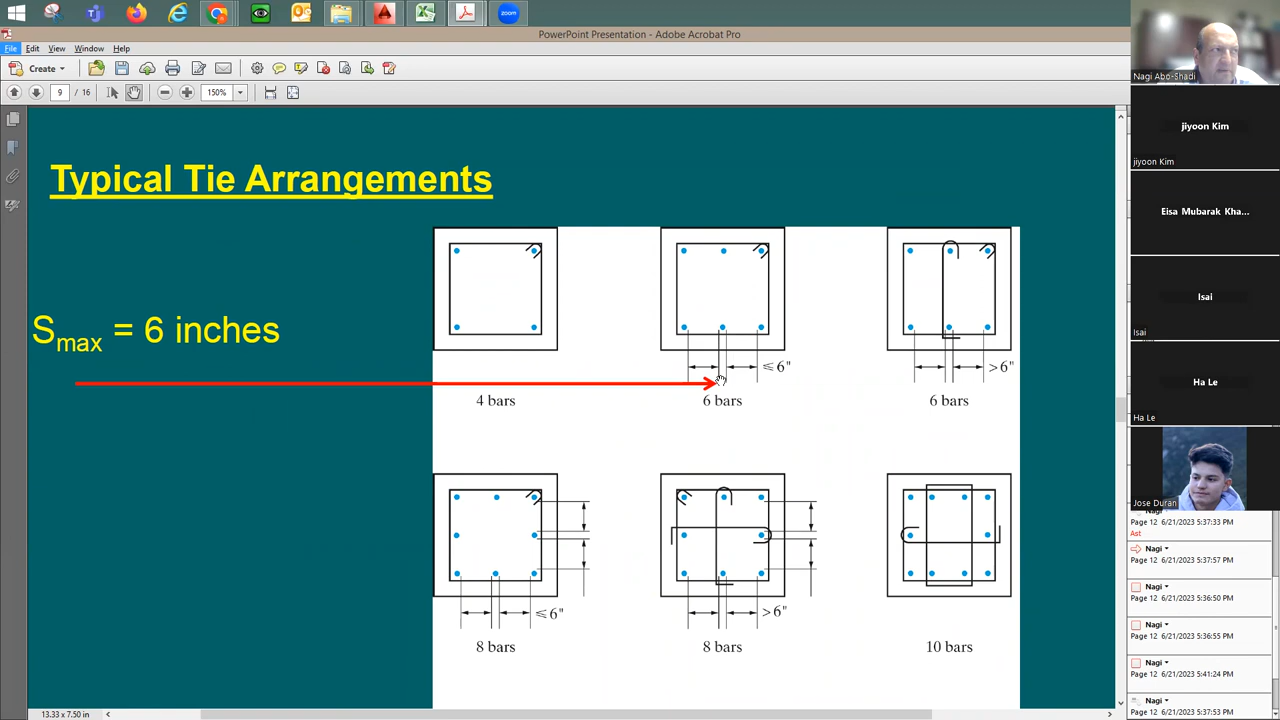 zoom
PowerPoint Presentation - Adobe Acrobat Pro
File Edit View Window Help
Create
9 / 16
150%
Typical Tie Arrangements
Smax = 6 inches
≤ 6"
> 6"
4 bars
6 bars
6 bars
≤ 6"
> 6"
8 bars
8 bars
10 bars
13.33 x 7.50 in
Nagi Abo-Shadi
jiyoon Kim
jiyoon Kim
Eisa Mubarak Kha...
Isai
Isai
Ha Le
Ha Le
Jose Duran
Nagi
Page 12 6/21/2023 5:37:33 PM
Ast
Nagi
Page 12 6/21/2023 5:37:57 PM
Nagi
Page 12 6/21/2023 5:36:50 PM
Nagi
Page 12 6/21/2023 5:36:55 PM
Nagi
Page 12 6/21/2023 5:41:24 PM
Nagi
Page 12 6/21/2023 5:37:53 PM